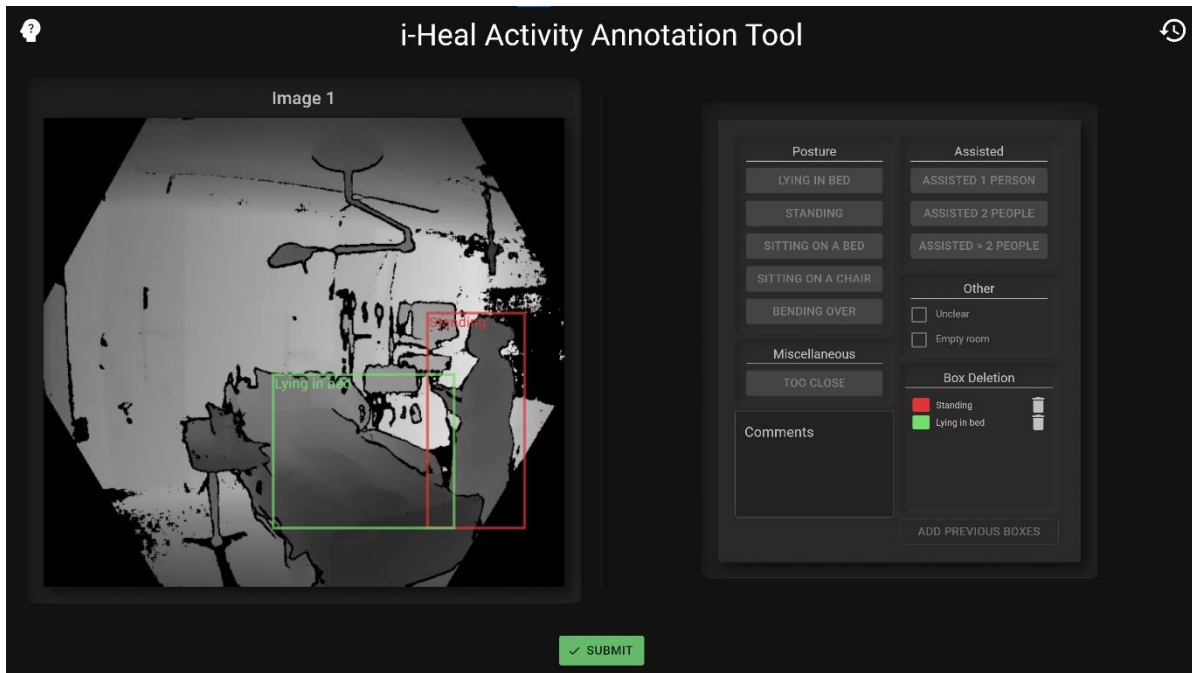 ?
i-Heal Activity Annotation Tool
Image 1
Standing
Lying in bed
Posture
LYING IN BED
STANDING
SITTING ON A BED
SITTING ON A CHAIR
BENDING OVER
Miscellaneous
TOO CLOSE
Comments
Assisted
ASSISTED 1 PERSON
ASSISTED 2 PEOPLE
ASSISTED > 2 PEOPLE
Other
Unclear
Empty room
Box Deletion
Standing
Lying in bed
ADD PREVIOUS BOXES
SUBMIT